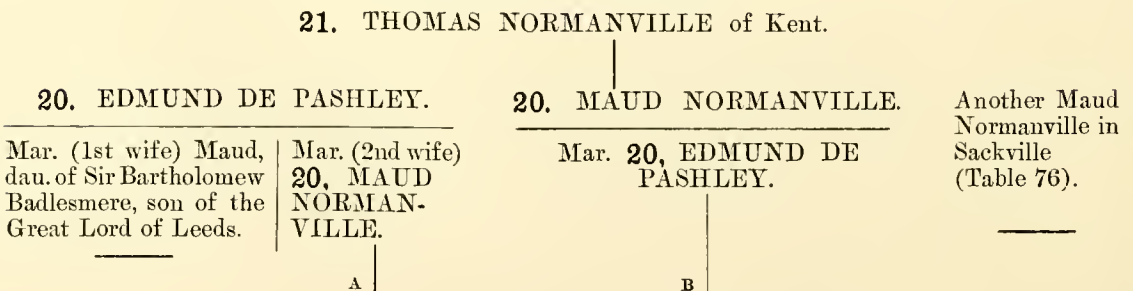 21. THOMAS NORMANVILLE of Kent.
20. EDMUND DE PASHLEY.
Mar. (1st wife) Maud,
dau. of Sir Bartholomew
Badlesmere, son of the
Great Lord of Leeds.
Mar. (2nd wife)
20, MAUD
NORMAN-
VILLE.
A
20. MAUD NORMANVILLE.
Mar. 20, EDMUND DE
PASHLEY.
B
Another Maud
Normanville in
Sackville
(Table 76).